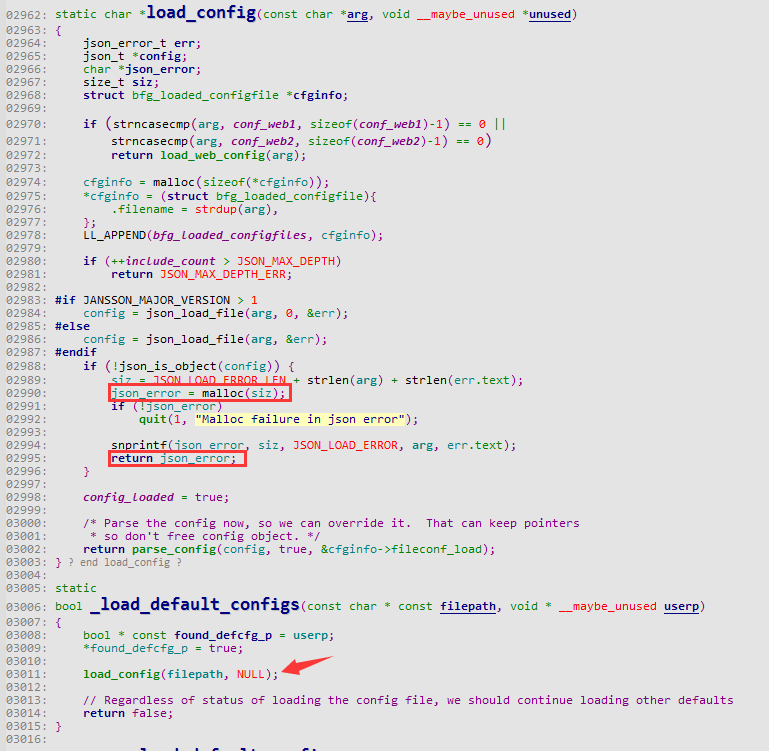 02962: static char *load_config(const char *arg, void __maybe_unused *unused)
02963: {
02964:     json_error_t err;
02965:     json_t *config;
02966:     char *json_error;
02967:     size_t siz;
02968:     struct bfg_loaded_configfile *cfginfo;
02969:
02970:     if (strncasecmp(arg, conf_web1, sizeof(conf_web1)-1) == 0 ||
02971:         strncasecmp(arg, conf_web2, sizeof(conf_web2)-1) == 0)
02972:         return load_web_config(arg);
02973:
02974:     cfginfo = malloc(sizeof(*cfginfo));
02975:     *cfginfo = (struct bfg_loaded_configfile){
02976:         .filename = strdup(arg),
02977:     };
02978:     LL_APPEND(bfg_loaded_configfiles, cfginfo);
02979:
02980:     if (++include_count > JSON_MAX_DEPTH)
02981:         return JSON_MAX_DEPTH_ERR;
02982:
02983: #if JANSSON_MAJOR_VERSION > 1
02984:     config = json_load_file(arg, 0, &err);
02985: #else
02986:     config = json_load_file(arg, &err);
02987: #endif
02988:     if (!json_is_object(config)) {
02989:         siz = JSON_LOAD_ERROR_LEN + strlen(arg) + strlen(err.text);
02990:         json_error = malloc(siz);
02991:         if (!json_error)
02992:             quit(1, "Malloc failure in json error");
02993:
02994:         snprintf(json_error, siz, JSON_LOAD_ERROR, arg, err.text);
02995:         return json_error;
02996:     }
02997:
02998:     config_loaded = true;
02999:
03000:     /* Parse the config now, so we can override it.  That can keep pointers
03001:      * so don't free config object. */
03002:     return parse_config(config, true, &cfginfo->fileconf_load);
03003: } ? end load_config ?
03004:
03005: static
03006: bool _load_default_configs(const char * const filepath, void * __maybe_unused userp)
03007: {
03008:     bool * const found_defcfg_p = userp;
03009:     *found_defcfg_p = true;
03010:
03011:     load_config(filepath, NULL);
03012:
03013:     // Regardless of status of loading the config file, we should continue loading other defaults
03014:     return false;
03015: }
03016: